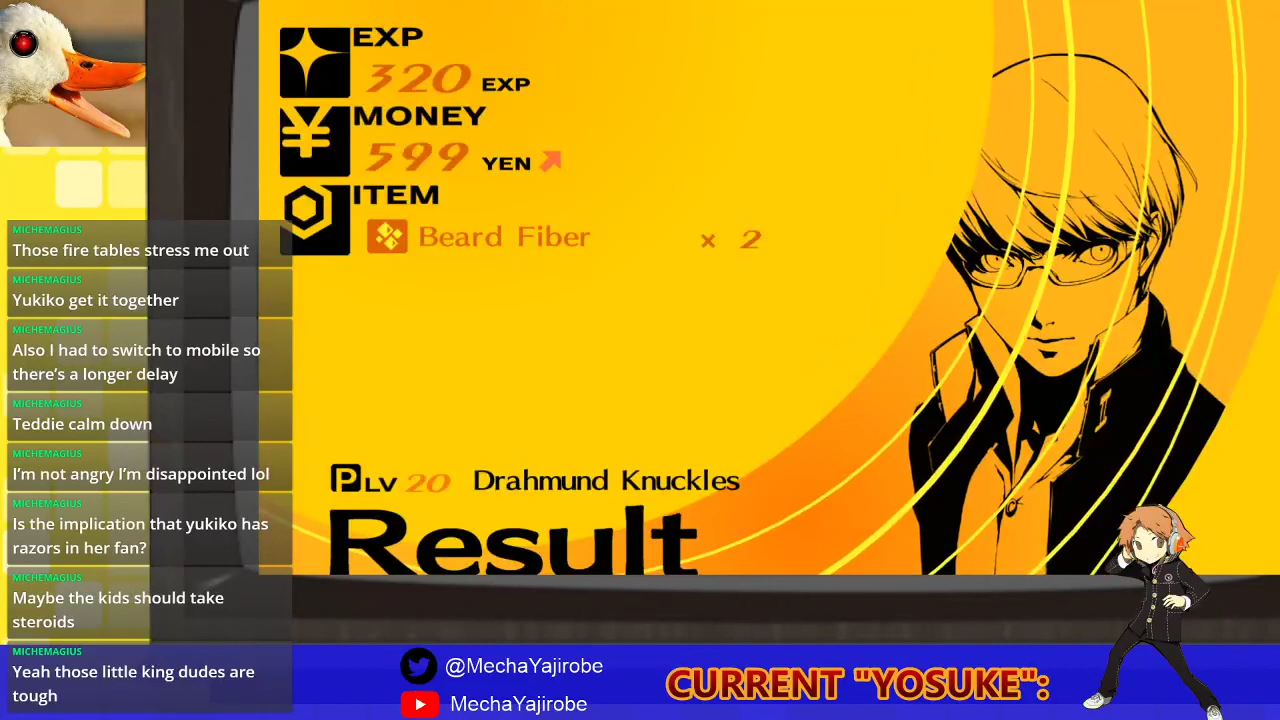 EXP
320 EXP
MONEY
¥
599 YEN
ITEM
Beard Fiber × 2
P LV 20 Drahmund Knuckles
Result
MICHEMAGIUS
Those fire tables stress me out
MICHEMAGIUS
Yukiko get it together
MICHEMAGIUS
Also I had to switch to mobile so
there's a longer delay
MICHEMAGIUS
Teddie calm down
MICHEMAGIUS
I'm not angry I'm disappointed lol
MICHEMAGIUS
Is the implication that yukiko has
razors in her fan?
MICHEMAGIUS
Maybe the kids should take
steroids
MICHEMAGIUS
Yeah those little king dudes are
tough
@MechaYajirobe
MechaYajirobe
CURRENT "YOSUKE":